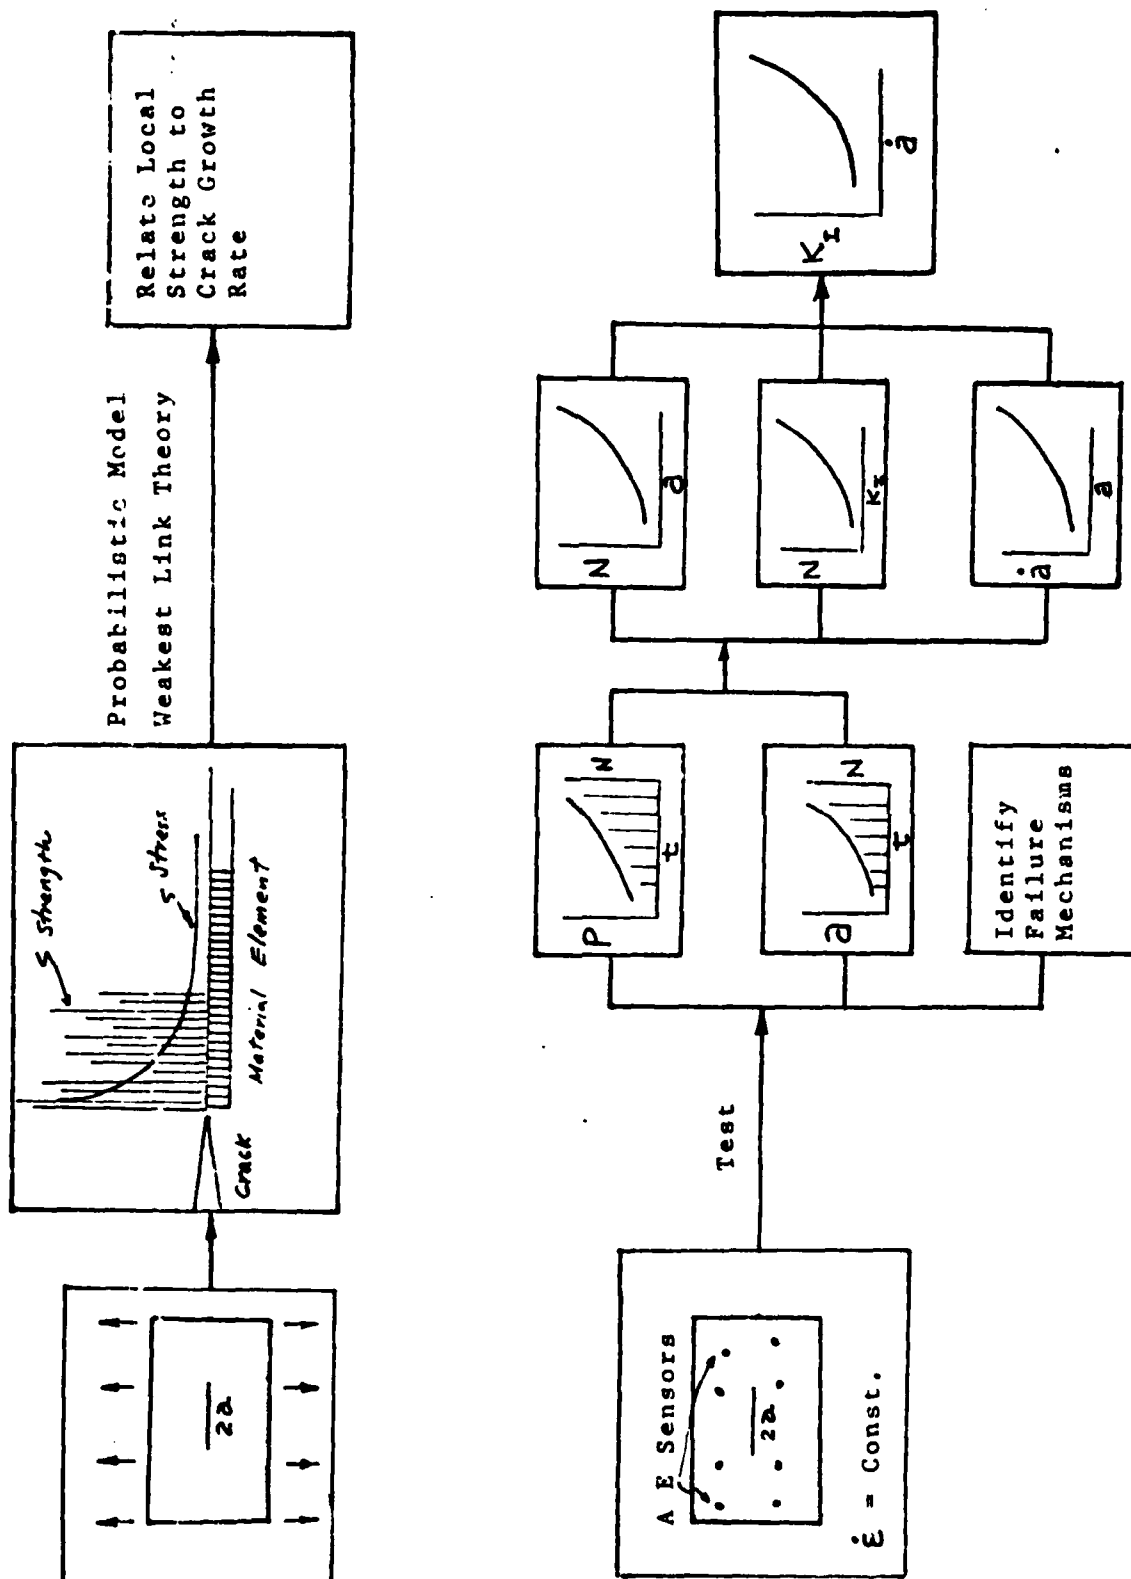 2a
Strength
Stress
Crack
Material Element
Probabilistic Model
Weakest Link Theory
Relate Local
Strength to
Crack Growth
Rate
A E Sensors
2a
ε̇ = Const.
Test
P
N
t
a
N
t
Identify
Failure
Mechanisms
N
a
N
K_I
ȧ
a
K_I
ȧ